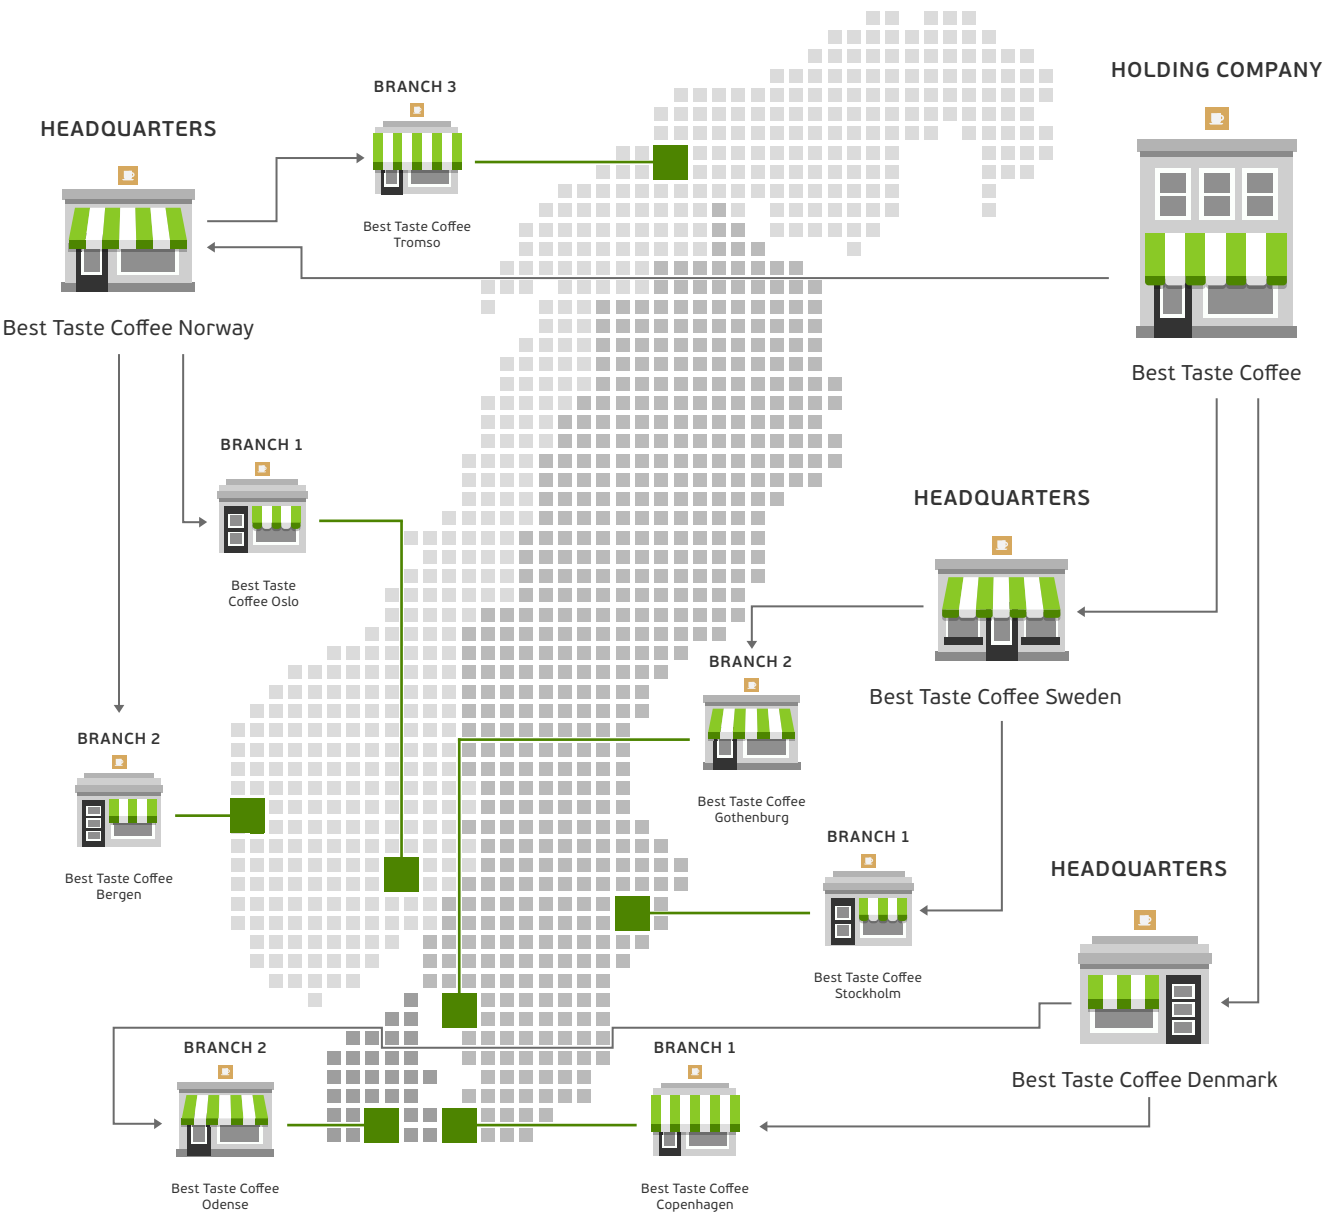 HOLDING COMPANY
Best Taste Coffee
HEADQUARTERS
Best Taste Coffee Norway
BRANCH 3
Best Taste Coffee
Tromso
BRANCH 1
Best Taste
Coffee Oslo
BRANCH 2
Best Taste Coffee
Bergen
HEADQUARTERS
Best Taste Coffee Sweden
BRANCH 2
Best Taste Coffee
Gothenburg
BRANCH 1
Best Taste Coffee
Stockholm
HEADQUARTERS
Best Taste Coffee Denmark
BRANCH 2
Best Taste Coffee
Odense
BRANCH 1
Best Taste Coffee
Copenhagen